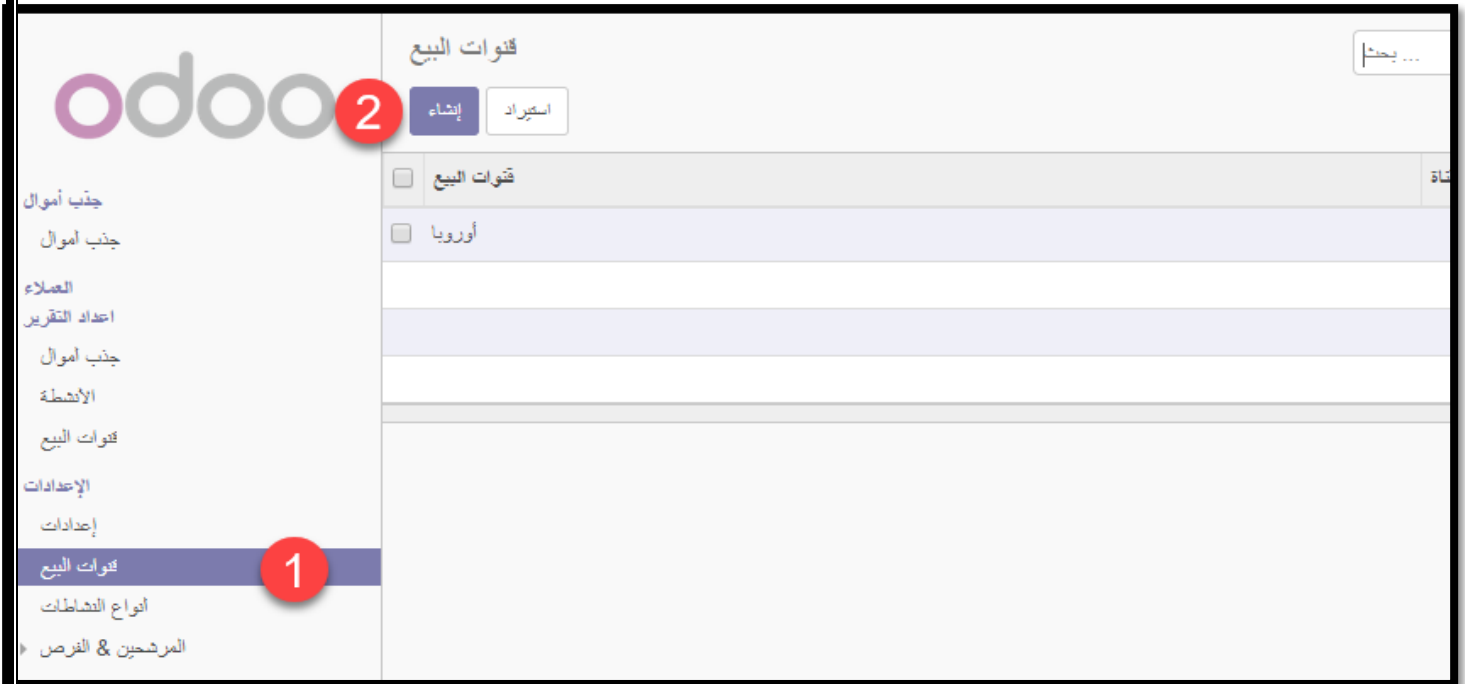 odoo
جذب أموال
جذب أموال
العملاء
اعداد التقرير
جذب أموال
الأنشطة
قنوات البيع
الإعدادات
إعدادات
قنوات البيع
1
أنواع النشاطات
المرشحين & الفرص
قنوات البيع
بحث ...
2
إنشاء
استيراد
قنوات البيع
أوروبا